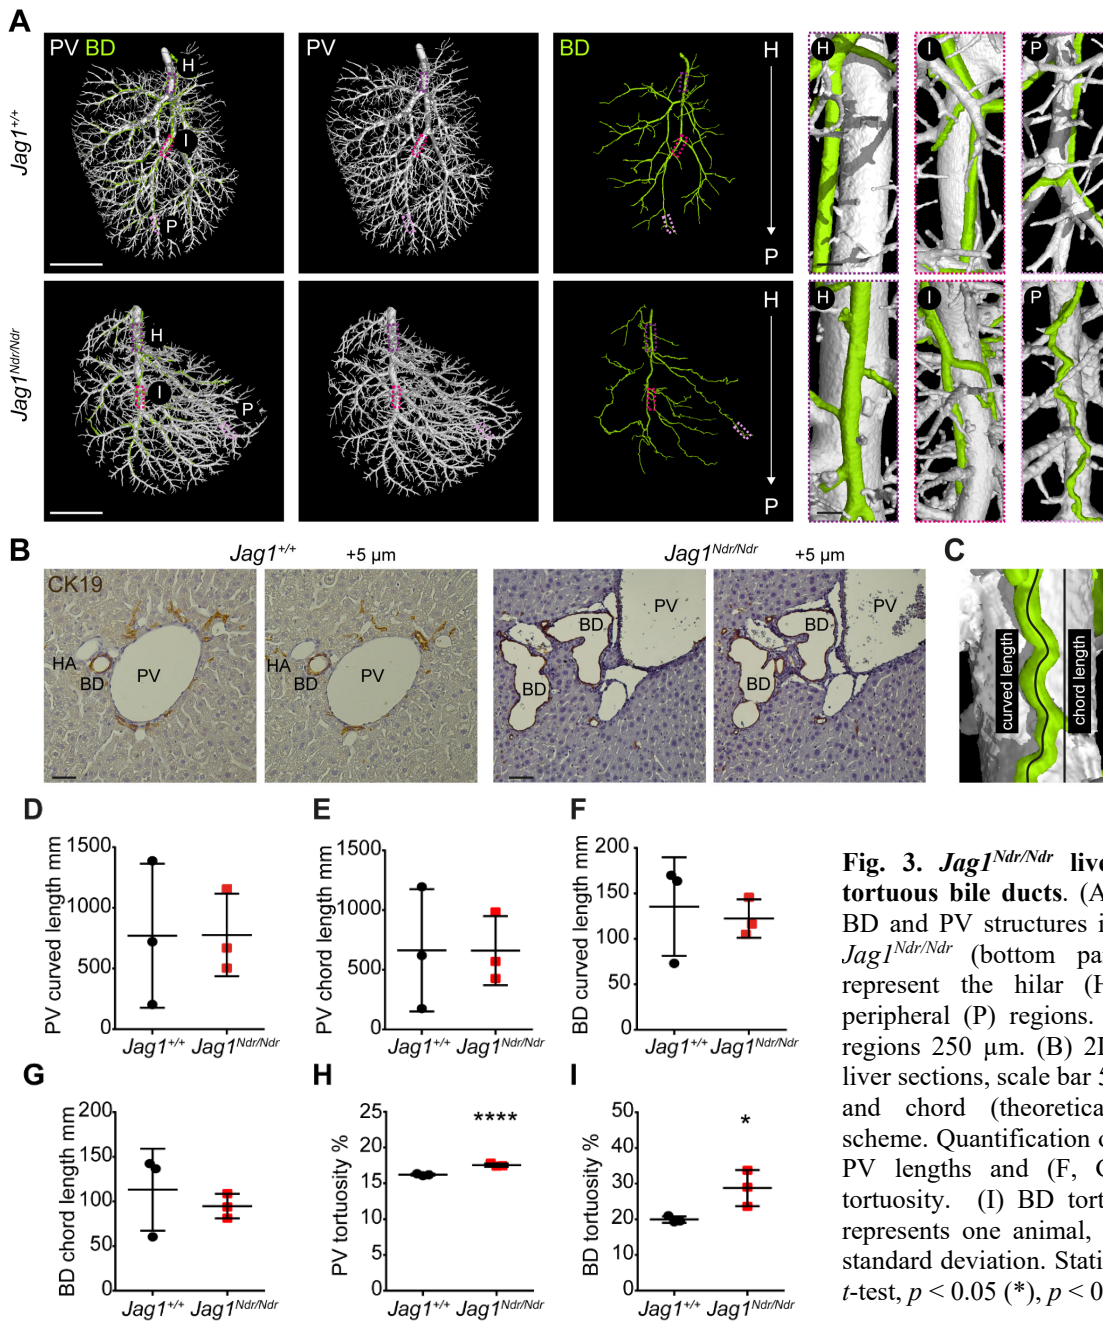 A
PV BD
H
I
P
PV
BD
H
P
H
I
P
Jag1+/+
H
I
P
H
P
H
I
P
Jag1Ndr/Ndr
B
Jag1+/+
+5 µm
Jag1Ndr/Ndr
+5 µm
C
CK19
HA
BD
PV
HA
BD
PV
BD
BD
PV
BD
BD
PV
curved length
chord length
D
PV curved length mm
1500
1000
500
0
Jag1+/+ Jag1Ndr/Ndr
E
PV chord length mm
1500
1000
500
0
Jag1+/+ Jag1Ndr/Ndr
F
BD curved length mm
200
150
100
50
0
Jag1+/+ Jag1Ndr/Ndr
G
BD chord length mm
200
150
100
50
0
Jag1+/+ Jag1Ndr/Ndr
H
PV tortuosity %
25
20
15
10
5
0
****
Jag1+/+ Jag1Ndr/Ndr
I
BD tortuosity %
50
40
30
20
10
0
*
Jag1+/+ Jag1Ndr/Ndr
Fig. 3. Jag1Ndr/Ndr live
tortuous bile ducts. (A
BD and PV structures i
Jag1Ndr/Ndr (bottom pa
represent the hilar (H
peripheral (P) regions.
regions 250 µm. (B) 2
liver sections, scale bar 5
and chord (theoretica
scheme. Quantification
PV lengths and (F,
tortuosity. (I) BD tort
represents one animal,
standard deviation. Stati
t-test, p < 0.05 (*), p < 0.